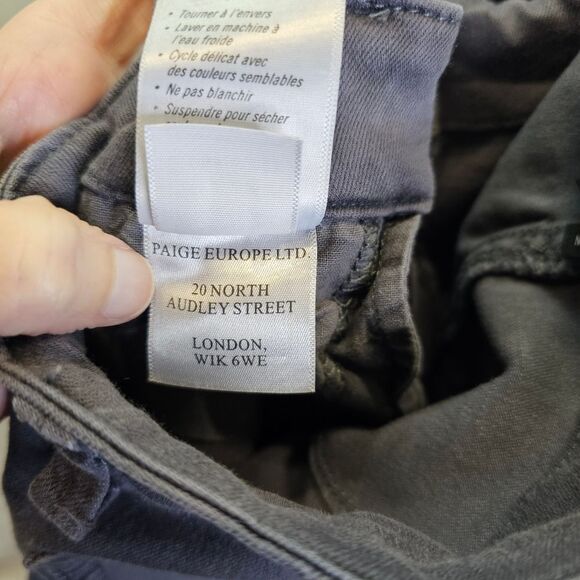 • Tourner à l'envers
• Laver en machine à
l'eau froide
• Cycle délicat avec
des couleurs semblables
• Ne pas blanchir
• Suspendre pour sécher
PAIGE EUROPE LTD.
20 NORTH
AUDLEY STREET
LONDON,
WIK 6WE